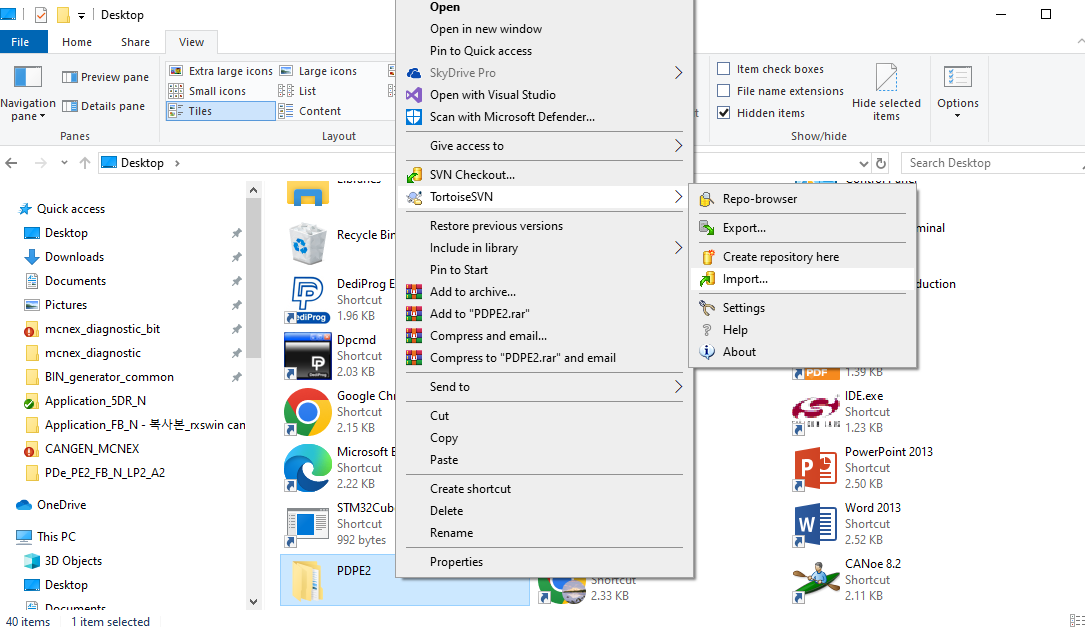 Desktop
File
Home
Share
View
Navigation pane
Preview pane
Details pane
Panes
Extra large icons
Large icons
Small icons
List
Tiles
Content
Layout
Item check boxes
File name extensions
Hidden items
Hide selected items
Show/hide
Options
Desktop
Search Desktop
Quick access
Desktop
Downloads
Documents
Pictures
mcnex_diagnostic_bit
mcnex_diagnostic
BIN_generator_common
Application_5DR_N
Application_FB_N - 복사본_rxswin can
CANGEN_MCNEX
PDe_PE2_FB_N_LP2_A2
OneDrive
This PC
3D Objects
Desktop
Documents
Libraries
Recycle Bin
DediProg E
Shortcut
1.96 KB
Dpcmd
Shortcut
2.03 KB
Google Chr
Shortcut
2.15 KB
Microsoft E
Shortcut
2.22 KB
STM32Cub
Shortcut
992 bytes
PDPE2
Open
Open in new window
Pin to Quick access
SkyDrive Pro
Open with Visual Studio
Scan with Microsoft Defender...
Give access to
SVN Checkout...
TortoiseSVN
Restore previous versions
Include in library
Pin to Start
Add to archive...
Add to "PDPE2.rar"
Compress and email...
Compress to "PDPE2.rar" and email
Send to
Cut
Copy
Paste
Create shortcut
Delete
Rename
Properties
Repo-browser
Export...
Create repository here
Import...
Settings
Help
About
Shortcut
2.33 KB
Control Panel
minal
duction
PDF
1.39 KB
IDE.exe
Shortcut
1.23 KB
PowerPoint 2013
Shortcut
2.50 KB
Word 2013
Shortcut
2.52 KB
CANoe 8.2
Shortcut
2.11 KB
40 items
1 item selected